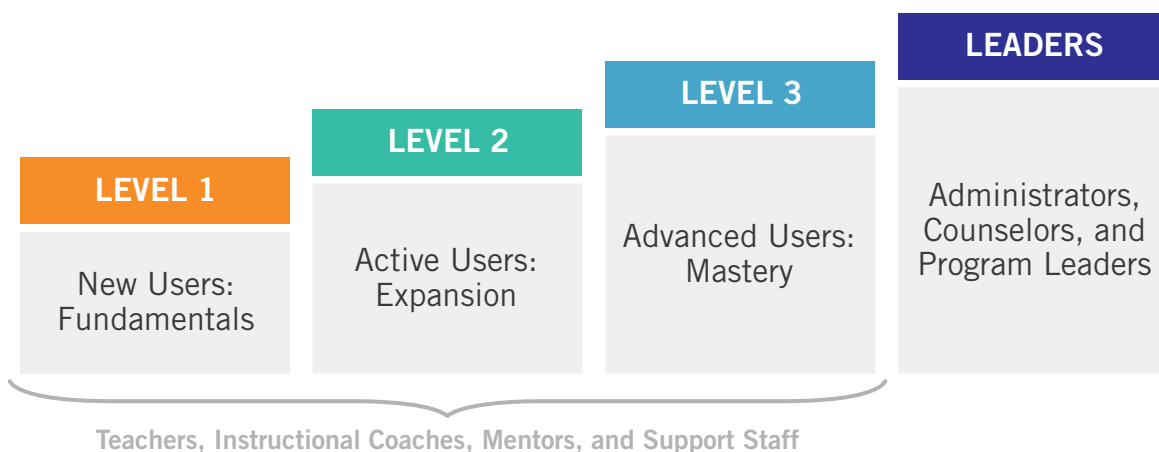 LEVEL 1
New Users:
Fundamentals
LEVEL 2
Active Users:
Expansion
LEVEL 3
Advanced Users:
Mastery
LEADERS
Administrators,
Counselors, and
Program Leaders
Teachers, Instructional Coaches, Mentors, and Support Staff